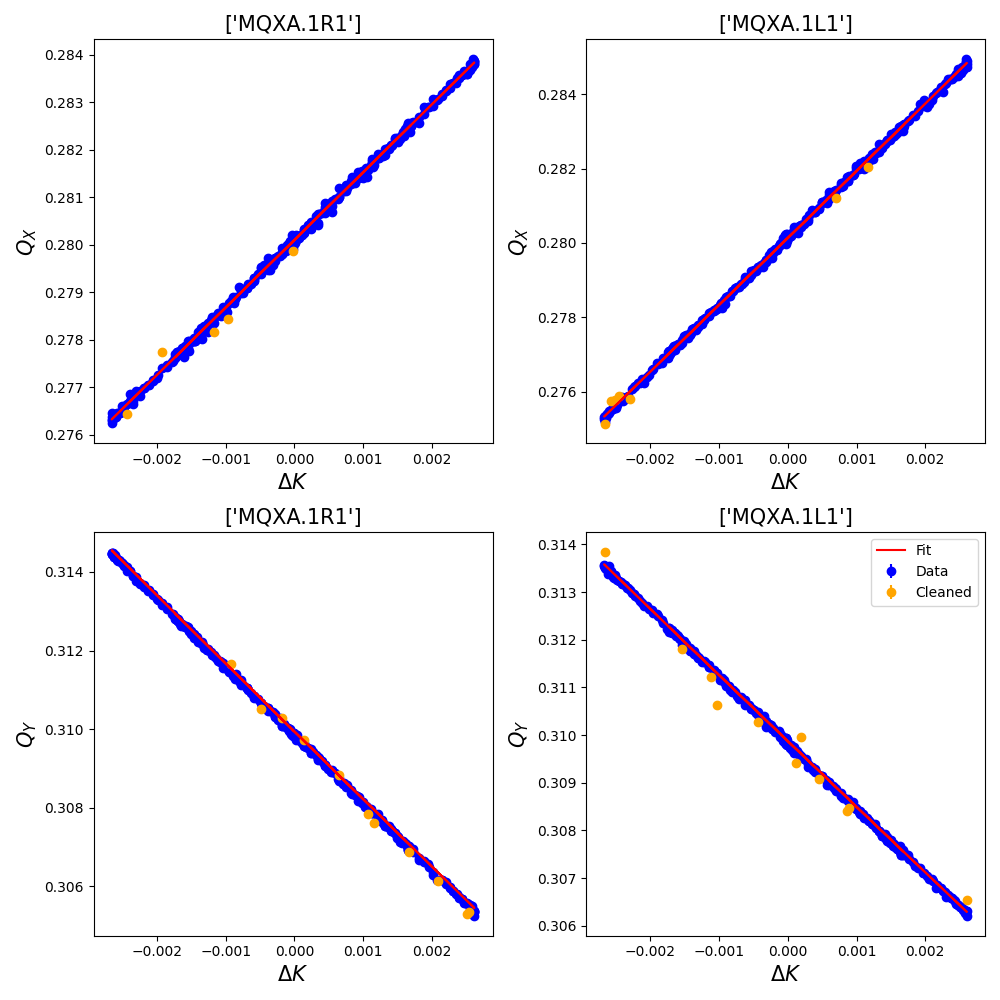 ['MQXA.1R1']
0.284
0.283
0.282
0.281
0.280
0.279
0.278
0.277
0.276
Q_X
−0.002 −0.001 0.000 0.001 0.002
ΔK
['MQXA.1L1']
0.284
0.282
0.280
0.278
0.276
Q_X
−0.002 −0.001 0.000 0.001 0.002
ΔK
['MQXA.1R1']
0.314
0.312
0.310
0.308
0.306
Q_Y
−0.002 −0.001 0.000 0.001 0.002
ΔK
['MQXA.1L1']
0.314
0.313
0.312
0.311
0.310
0.309
0.308
0.307
0.306
Q_Y
Fit
Data
Cleaned
−0.002 −0.001 0.000 0.001 0.002
ΔK